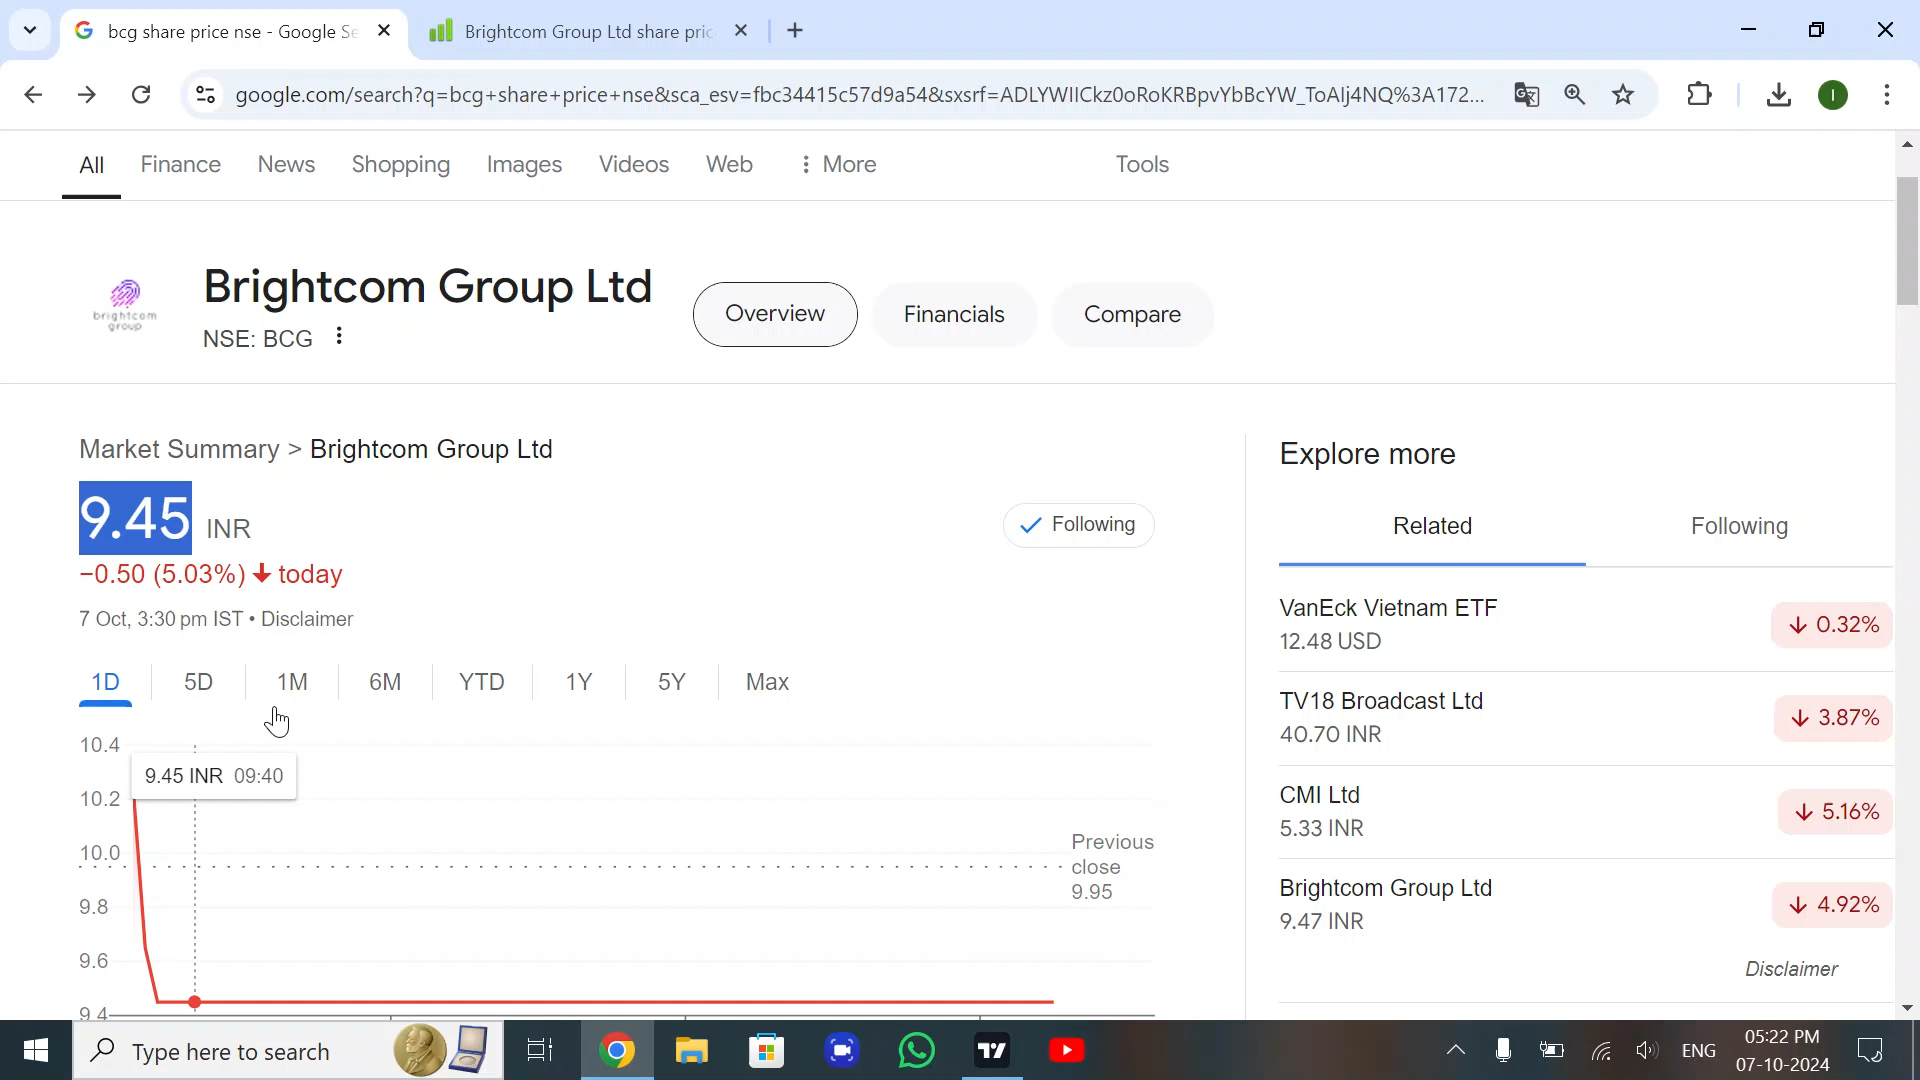 bcg share price nse - Google Se
Brightcom Group Ltd share pric
google.com/search?q=bcg+share+price+nse&sca_esv=fbc34415c57d9a54&sxsrf=ADLYWIICkz0oRoKRBpvYbBcYW_ToAlj4NQ%3A172...
I
All Finance News Shopping Images Videos Web More Tools
brightcom
group
Brightcom Group Ltd
NSE: BCG
Overview Financials Compare
Market Summary > Brightcom Group Ltd
9.45 INR
Following
−0.50 (5.03%) today
7 Oct, 3:30 pm IST • Disclaimer
1D 5D 1M 6M YTD 1Y 5Y Max
10.4
9.45 INR 09:40
10.2
10.0
Previous
close
9.95
9.8
9.6
9.4
Explore more
Related Following
VanEck Vietnam ETF
12.48 USD
0.32%
TV18 Broadcast Ltd
40.70 INR
3.87%
CMI Ltd
5.33 INR
5.16%
Brightcom Group Ltd
9.47 INR
4.92%
Disclaimer
Type here to search
ENG
05:22 PM
07-10-2024